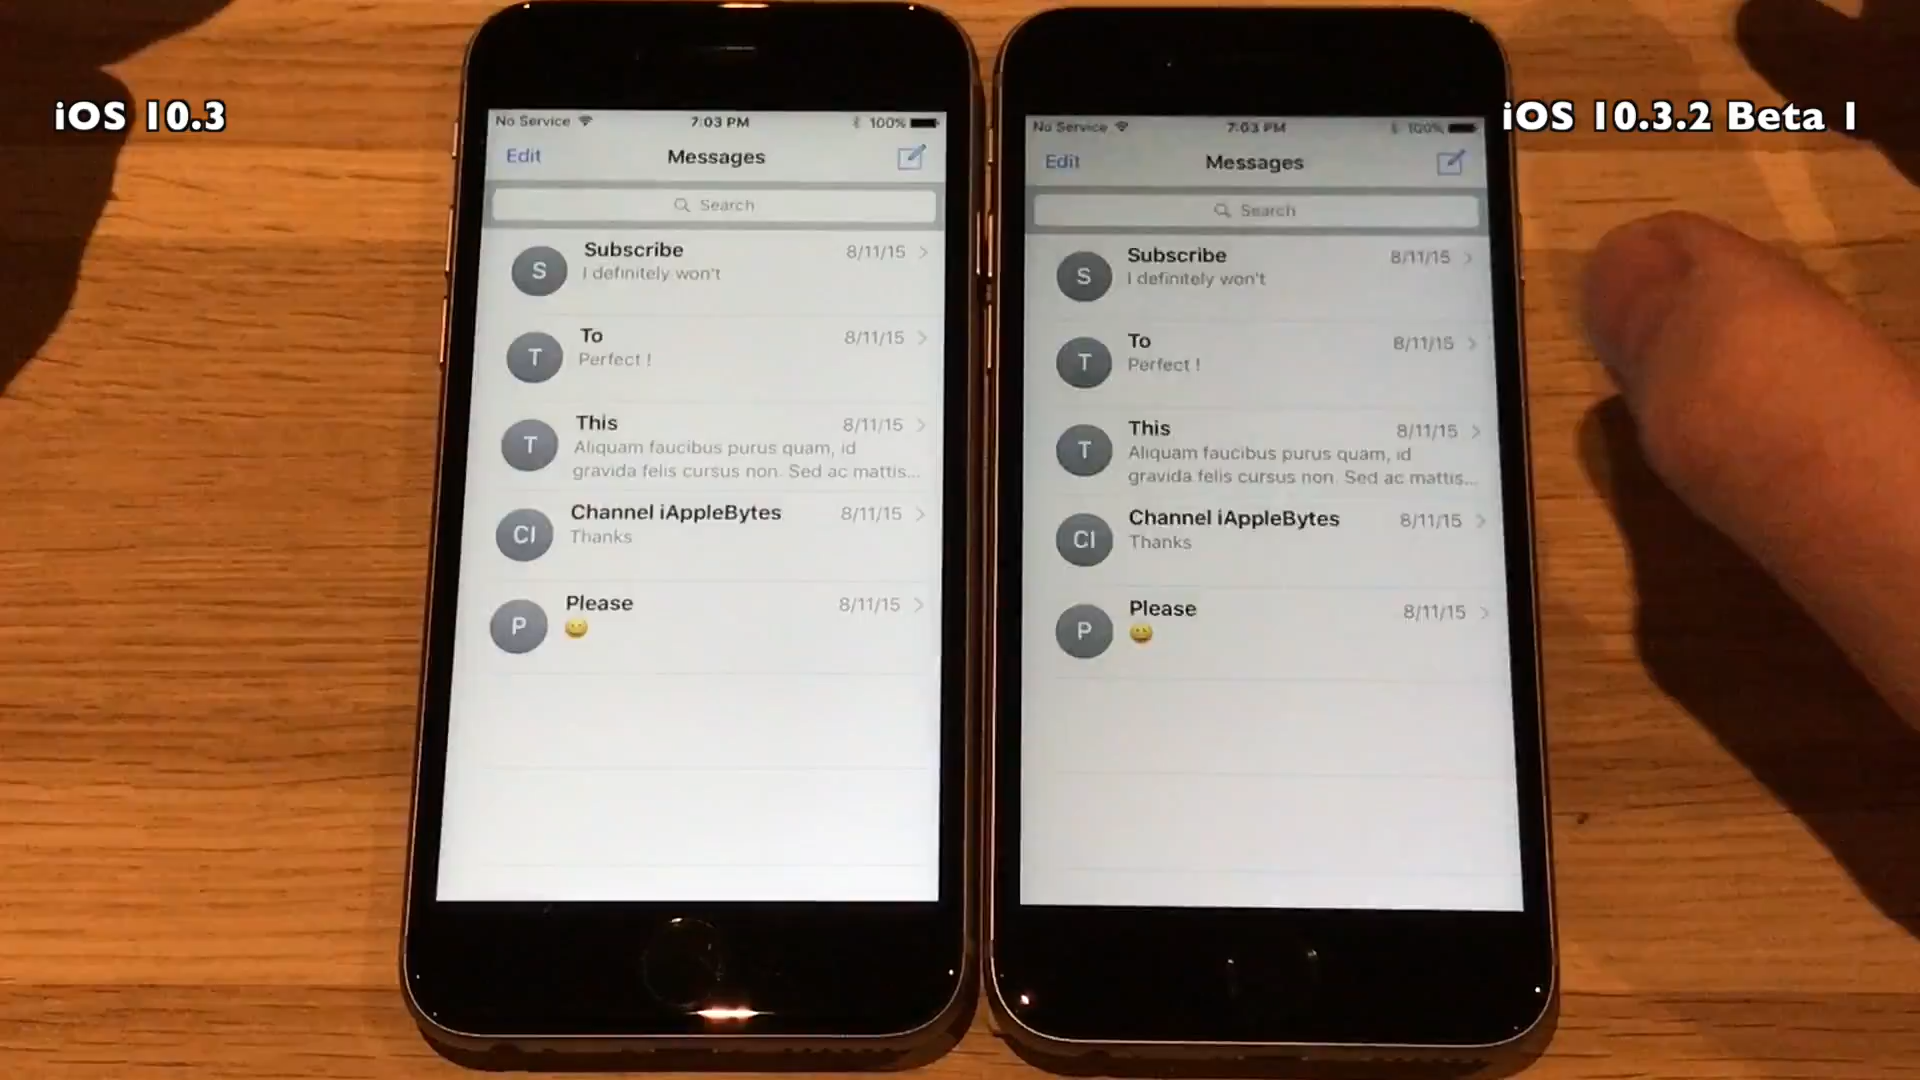 iOS 10.3
iOS 10.3.2 Beta 1
No Service 7:03 PM 100%
Edit Messages
Search
S Subscribe 8/11/15
I definitely won't
T To 8/11/15
Perfect !
T This 8/11/15
Aliquam faucibus purus quam, id
gravida felis cursus non. Sed ac mattis...
CI Channel iAppleBytes 8/11/15
Thanks
P Please 8/11/15
No Service 7:03 PM 100%
Edit Messages
Search
S Subscribe 8/11/15
I definitely won't
T To 8/11/15
Perfect !
T This 8/11/15
Aliquam faucibus purus quam, id
gravida felis cursus non. Sed ac mattis...
CI Channel iAppleBytes 8/11/15
Thanks
P Please 8/11/15